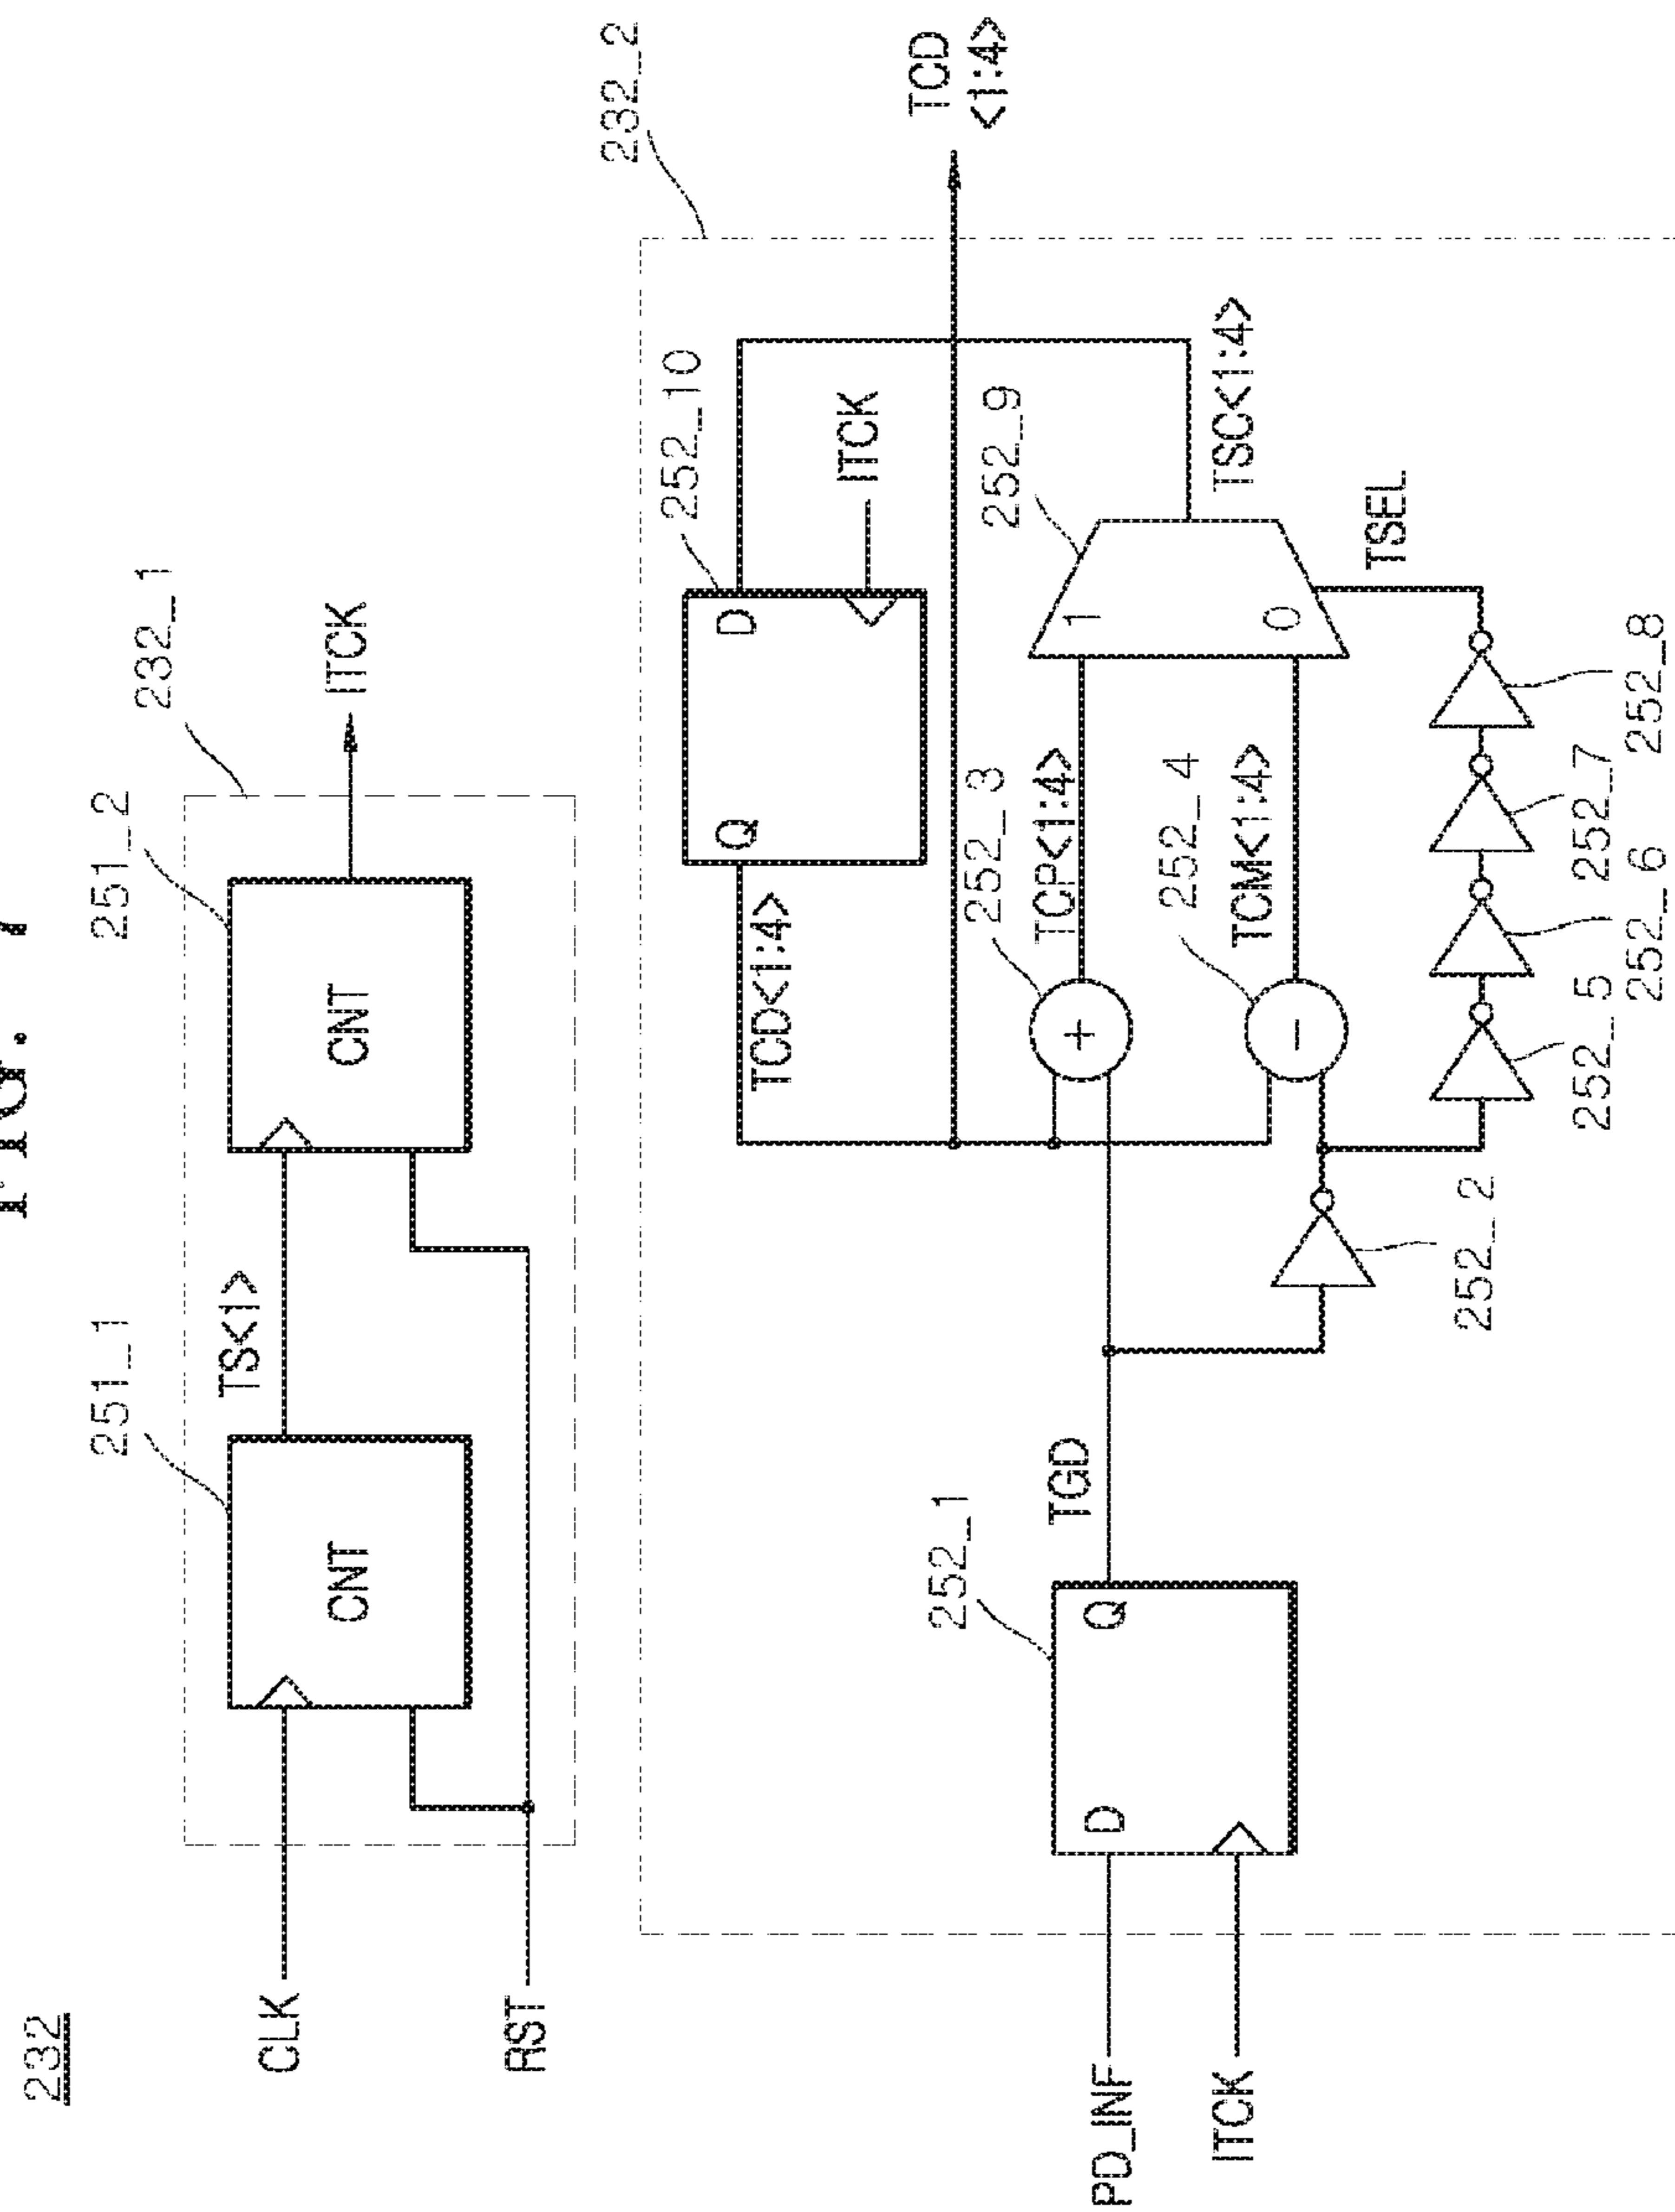 FIG. 7
232
232_1
251_1
251_2
CLK
CNT
TS<1>
CNT
ITCK
RST
232_2
252_10
TCD<1:4>
Q
D
ITCK
TCD
<1:4>
252_1
252_3
252_9
PD_INF
D
Q
TGD
+
TCP<1:4>
1
TSC<1:4>
ITCK
252_4
-
TCM<1:4>
0
TSEL
252_2
252_5
252_6
252_7
252_8